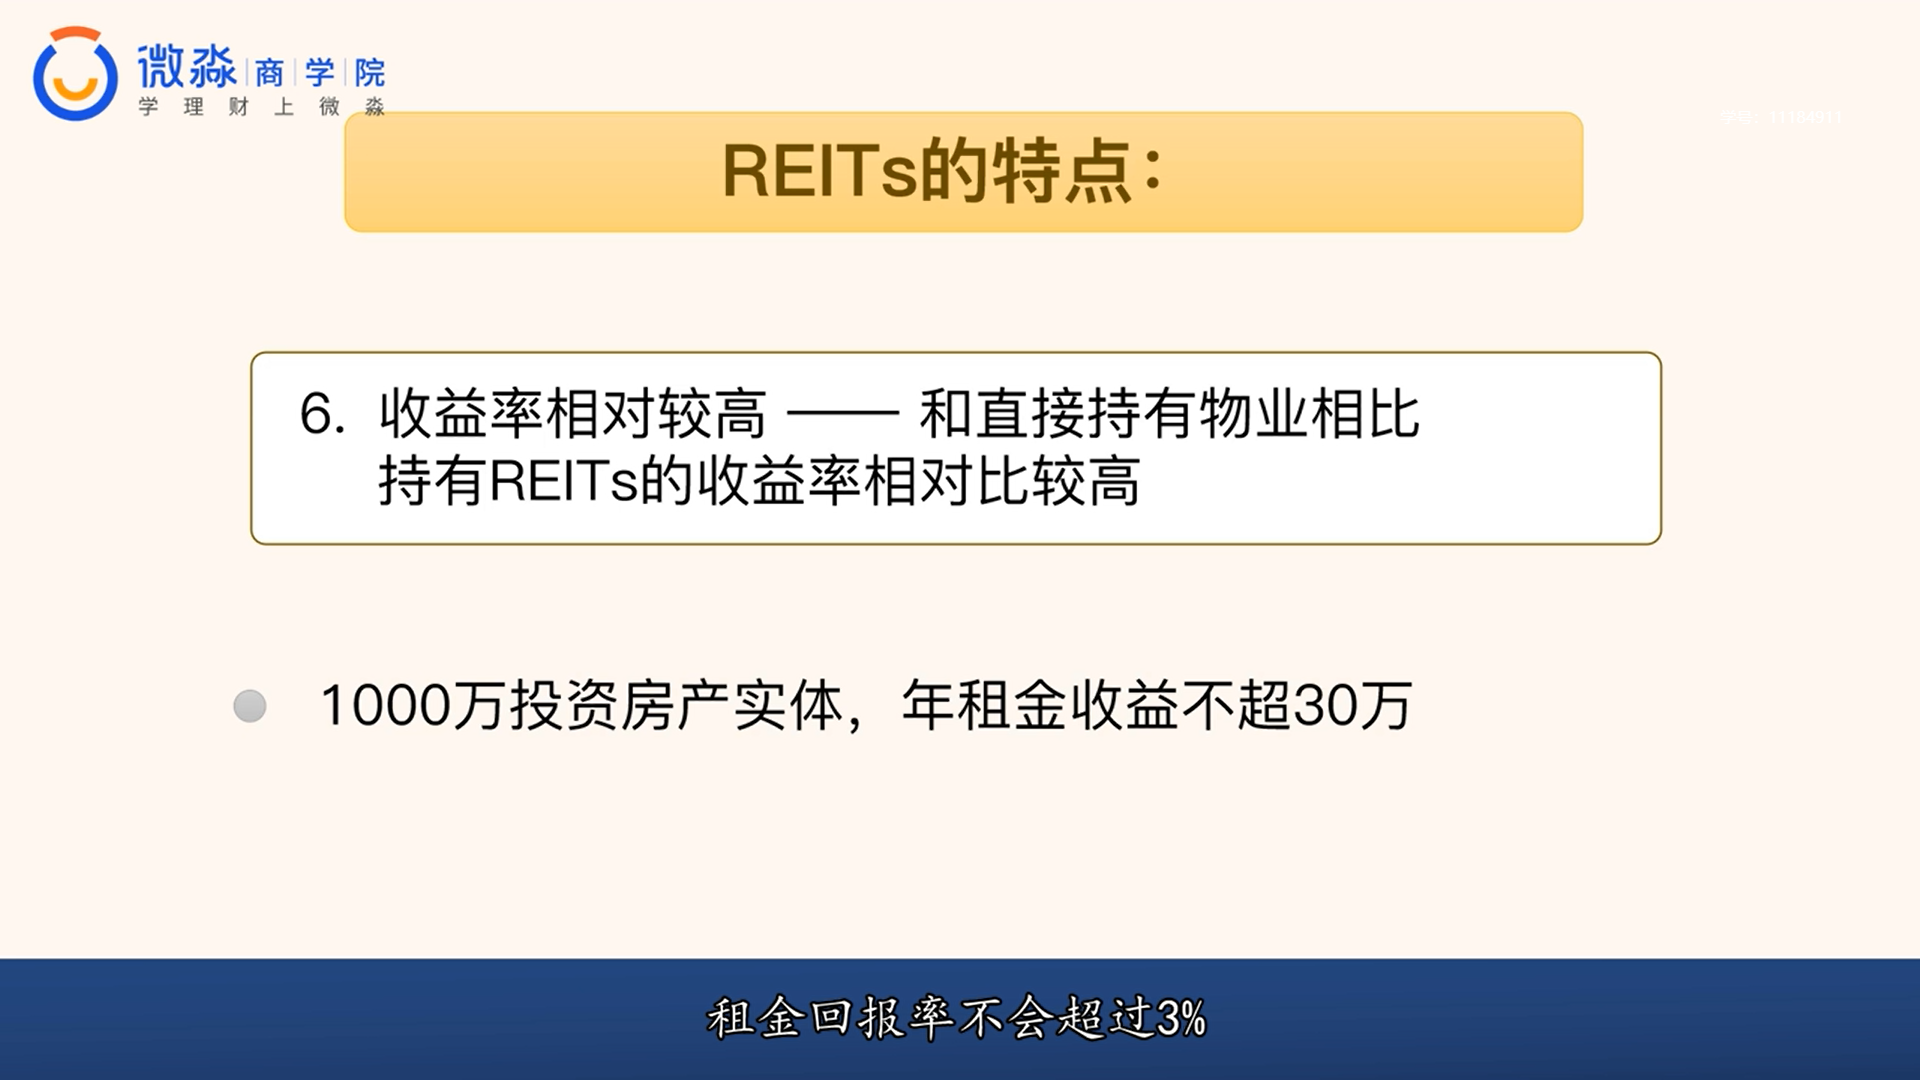 微淼商学院
学理财上微淼
学号：11184911
REITs的特点：
6. 收益率相对较高 —— 和直接持有物业相比
持有REITs的收益率相对比较高
1000万投资房产实体，年租金收益不超30万
租金回报率不会超过3%